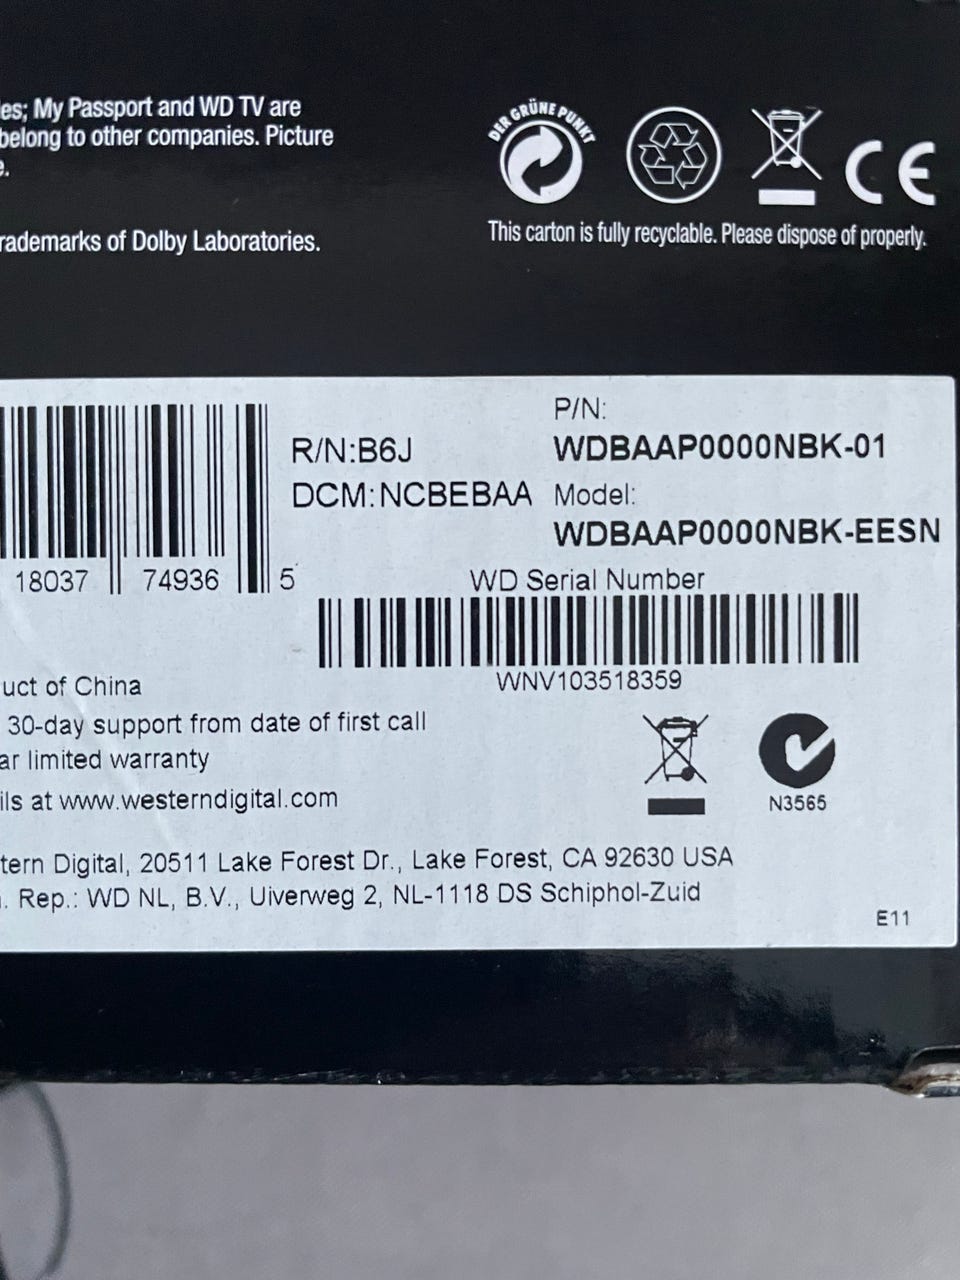 es; My Passport and WD TV are
belong to other companies. Picture
e.
rademarks of Dolby Laboratories.
DER GRÜNE PUNKT
CE
This carton is fully recyclable. Please dispose of properly.
R/N:B6J
DCM:NCBEBAA
P/N:
WDBAAP0000NBK-01
Model:
WDBAAP0000NBK-EESN
18037 74936 5
WD Serial Number
WNV103518359
uct of China
30-day support from date of first call
ar limited warranty
ils at www.westerndigital.com
N3565
tern Digital, 20511 Lake Forest Dr., Lake Forest, CA 92630 USA
. Rep.: WD NL, B.V., Uiverweg 2, NL-1118 DS Schiphol-Zuid
E11